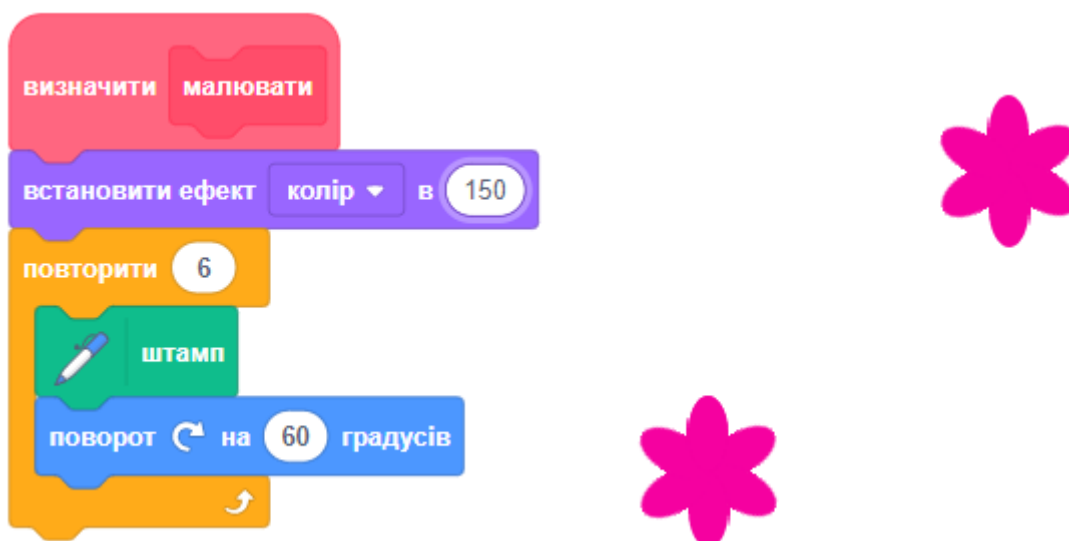 визначити малювати
встановити ефект колір в 150
повторити 6
штамп
поворот на 60 градусів